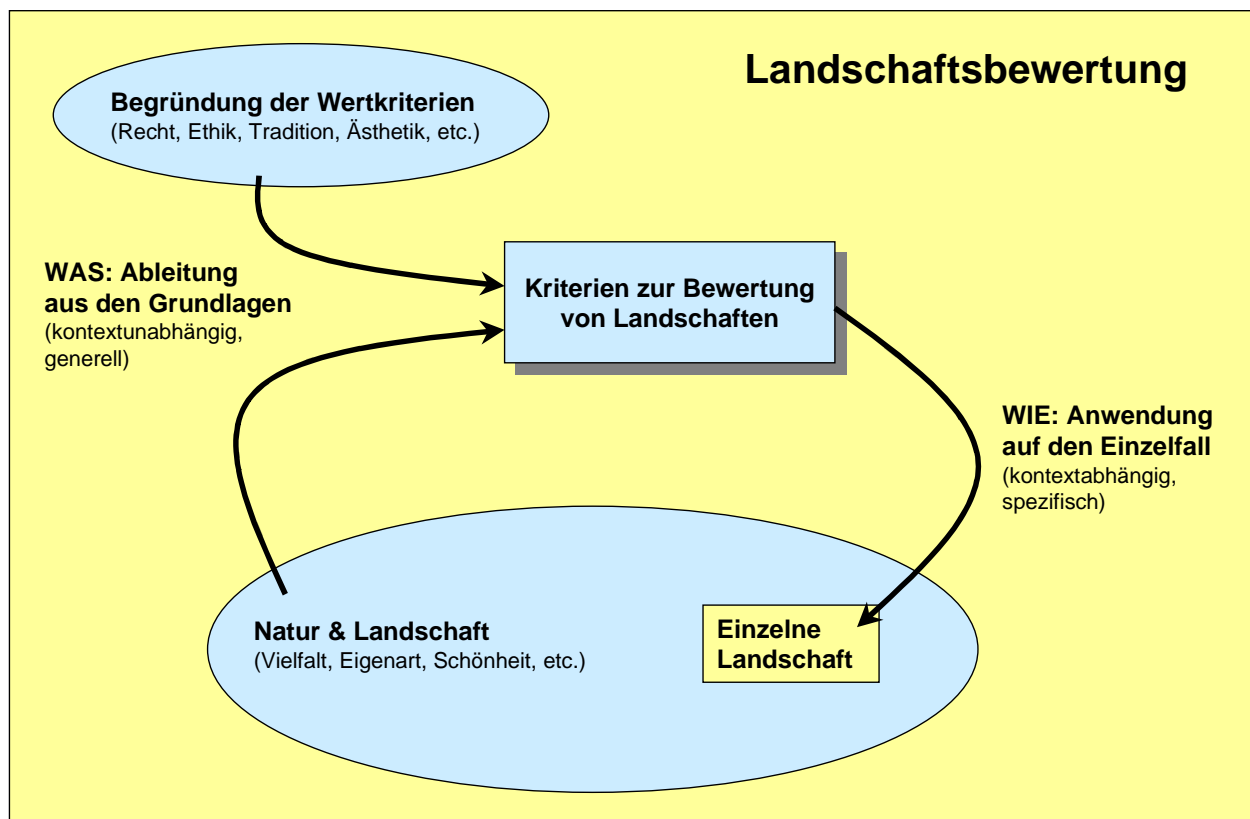 Landschaftsbewertung
Begründung der Wertkriterien
(Recht, Ethik, Tradition, Ästhetik, etc.)
WAS: Ableitung
aus den Grundlagen
(kontextunabhängig,
generell)
Kriterien zur Bewertung
von Landschaften
WIE: Anwendung
auf den Einzelfall
(kontextabhängig,
spezifisch)
Natur & Landschaft
(Vielfalt, Eigenart, Schönheit, etc.)
Einzelne
Landschaft